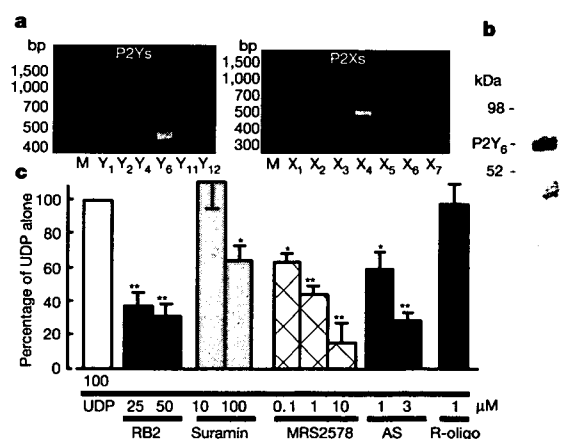 a
b
bp
P2Ys
1,500
1,000
700
500
400
M Y1 Y2 Y4 Y6 Y11 Y12
bp
P2Xs
1,500
1,000
700
500
400
300
M X1 X2 X3 X4 X5 X6 X7
kDa
98 -
P2Y6 -
52 -
c
Percentage of UDP alone
100
80
60
40
20
0
** ** * * ** ** * **
100
UDP 25 50 10 100 0.1 1 10 1 3 1 µM
RB2 Suramin MRS2578 AS R-oligo